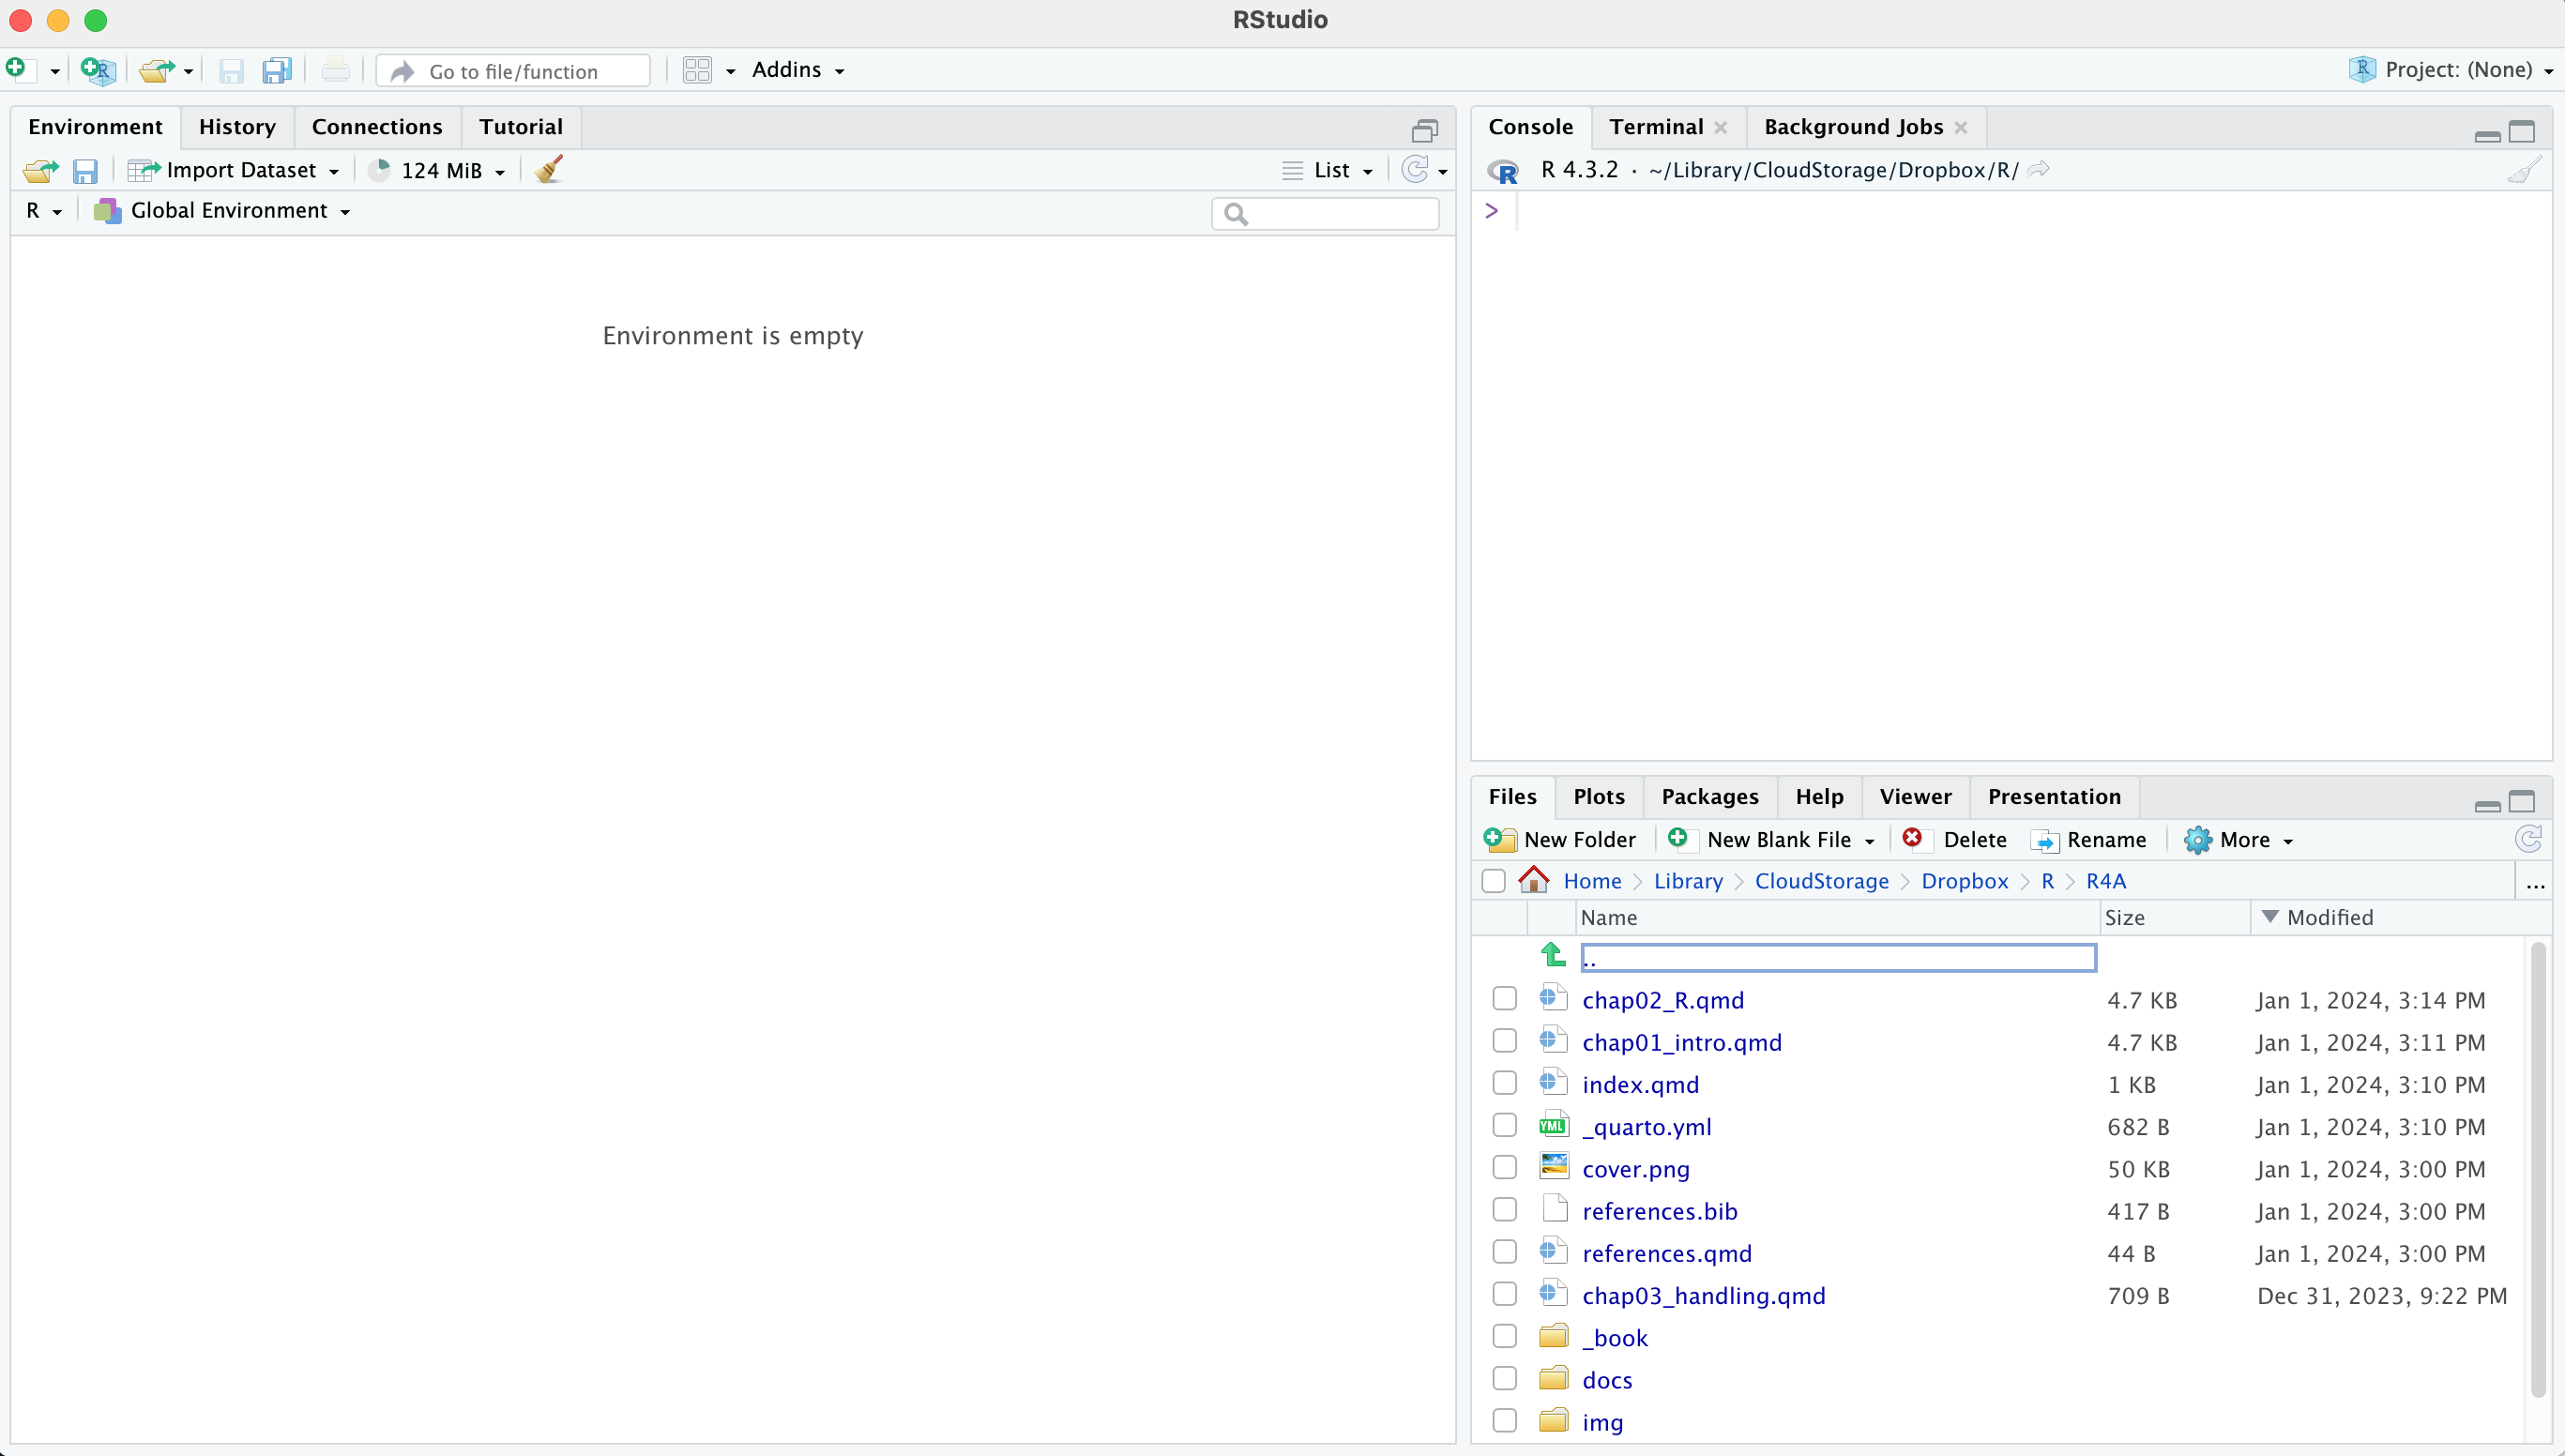 RStudio
Go to file/function
Addins
Project: (None)
Environment History Connections Tutorial
Import Dataset 124 MiB List
R Global Environment
Environment is empty
Console Terminal Background Jobs
R 4.3.2 · ~/Library/CloudStorage/Dropbox/R/
>
Files Plots Packages Help Viewer Presentation
New Folder New Blank File Delete Rename More
Home Library CloudStorage Dropbox R R4A ...
Name Size Modified
..
chap02_R.qmd 4.7 KB Jan 1, 2024, 3:14 PM
chap01_intro.qmd 4.7 KB Jan 1, 2024, 3:11 PM
index.qmd 1 KB Jan 1, 2024, 3:10 PM
YML _quarto.yml 682 B Jan 1, 2024, 3:10 PM
cover.png 50 KB Jan 1, 2024, 3:00 PM
references.bib 417 B Jan 1, 2024, 3:00 PM
references.qmd 44 B Jan 1, 2024, 3:00 PM
chap03_handling.qmd 709 B Dec 31, 2023, 9:22 PM
_book
docs
img